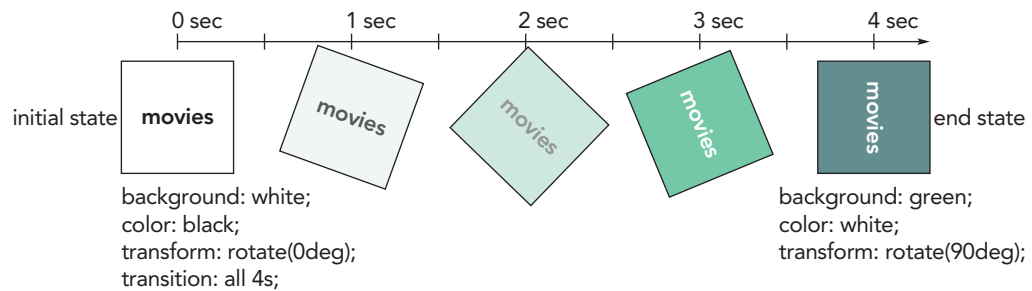 0 sec 1 sec 2 sec 3 sec 4 sec
initial state movies movies movies movies movies end state
background: white;
color: black;
transform: rotate(0deg);
transition: all 4s;
background: green;
color: white;
transform: rotate(90deg);